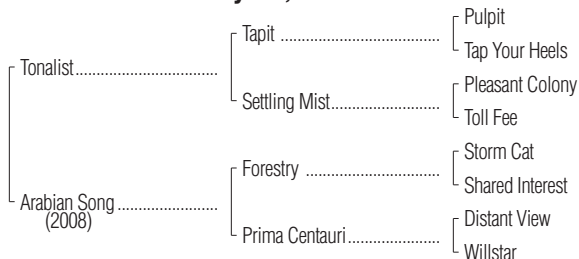 Pulpit
Tapit
Tap Your Heels
Tonalist
Pleasant Colony
Settling Mist
Toll Fee
Storm Cat
Forestry
Shared Interest
Arabian Song
(2008)
Distant View
Prima Centauri
Willstar